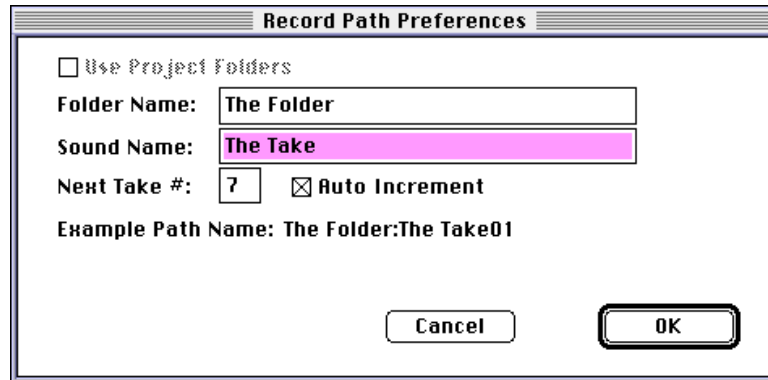 Record Path Preferences
Use Project Folders
Folder Name: The Folder
Sound Name: The Take
Next Take #: 7 Auto Increment
Example Path Name: The Folder:The Take01
Cancel OK